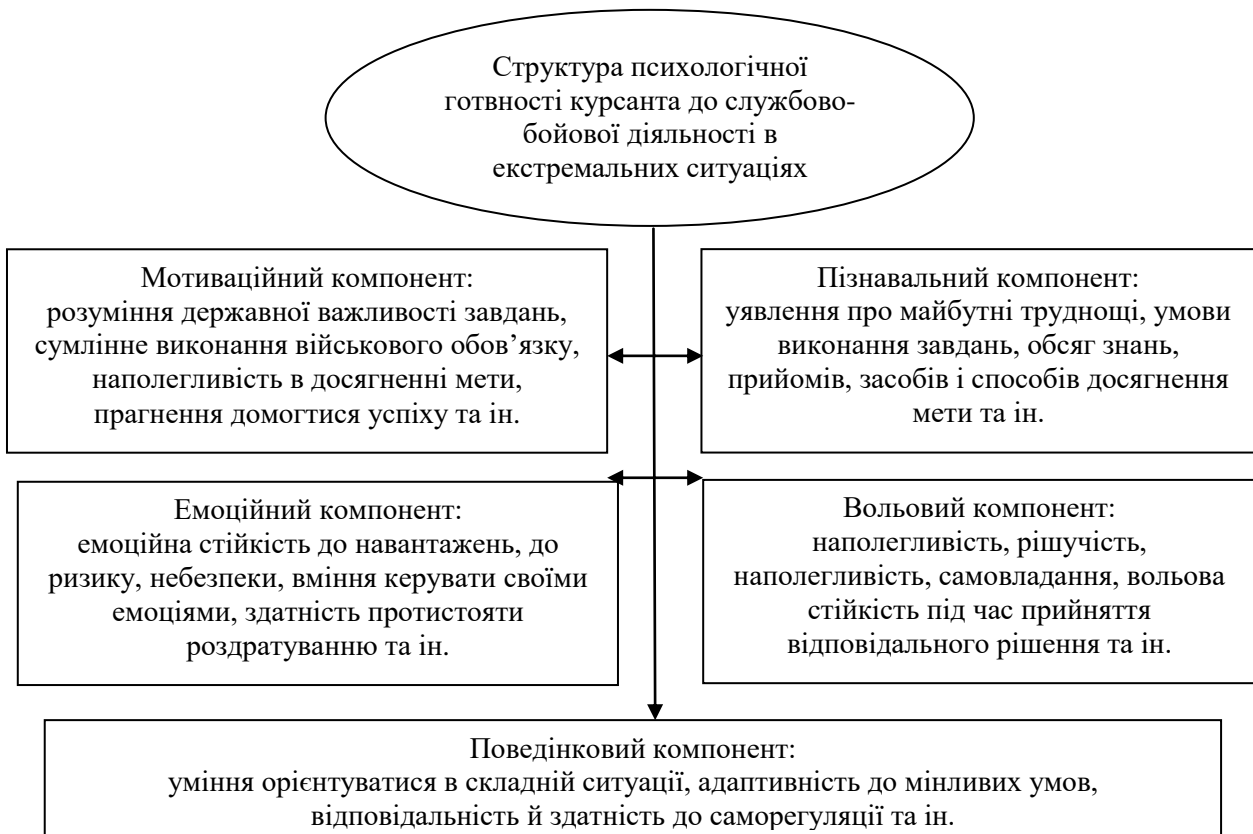 Структура психологічної
готвності курсанта до службово-
бойової діяльності в
екстремальних ситуаціях
Мотиваційний компонент:
розуміння державної важливості завдань,
сумлінне виконання військового обов’язку,
наполегливість в досягненні мети,
прагнення домогтися успіху та ін.
Пізнавальний компонент:
уявлення про майбутні труднощі, умови
виконання завдань, обсяг знань,
прийомів, засобів і способів досягнення
мети та ін.
Емоційний компонент:
емоційна стійкість до навантажень, до
ризику, небезпеки, вміння керувати своїми
емоціями, здатність протистояти
роздратуванню та ін.
Вольовий компонент:
наполегливість, рішучість,
наполегливість, самовладання, вольова
стійкість під час прийняття
відповідального рішення та ін.
Поведінковий компонент:
уміння орієнтуватися в складній ситуації, адаптивність до мінливих умов,
відповідальність й здатність до саморегуляції та ін.